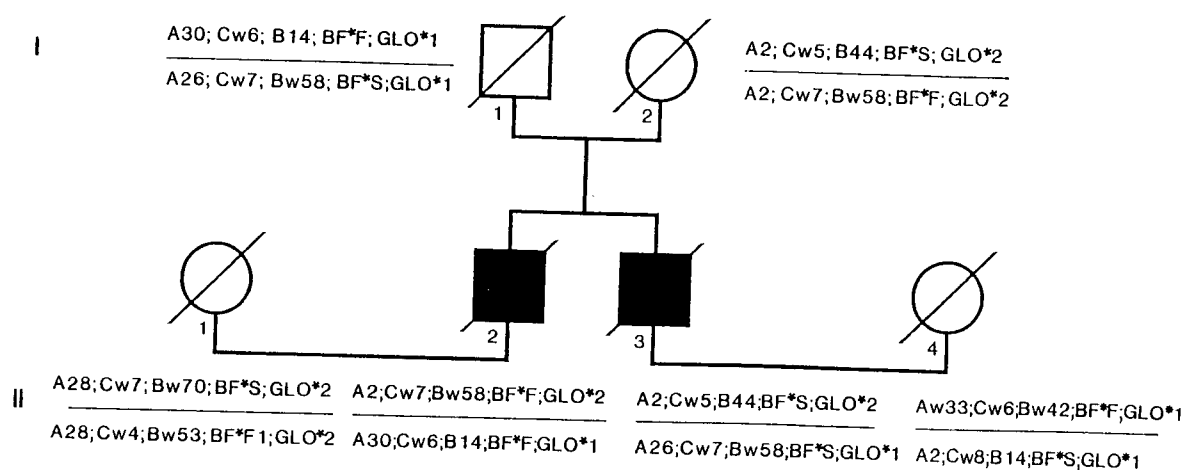 I
A30; Cw6; B14; BF*F; GLO*1
A26; Cw7; Bw58; BF*S;GLO*1
1
2
A2; Cw5; B44; BF*S; GLO*2
A2; Cw7; Bw58; BF*F; GLO*2
1
2
3
4
II
A28;Cw7;Bw70;BF*S;GLO*2
A28;Cw4;Bw53;BF*F1;GLO*2
A2;Cw7;Bw58;BF*F;GLO*2
A30;Cw6;B14;BF*F;GLO*1
A2;Cw5;B44;BF*S;GLO*2
A26;Cw7;Bw58;BF*S;GLO*1
Aw33;Cw6;Bw42;BF*F;GLO*1
A2;Cw8;B14;BF*S;GLO*1